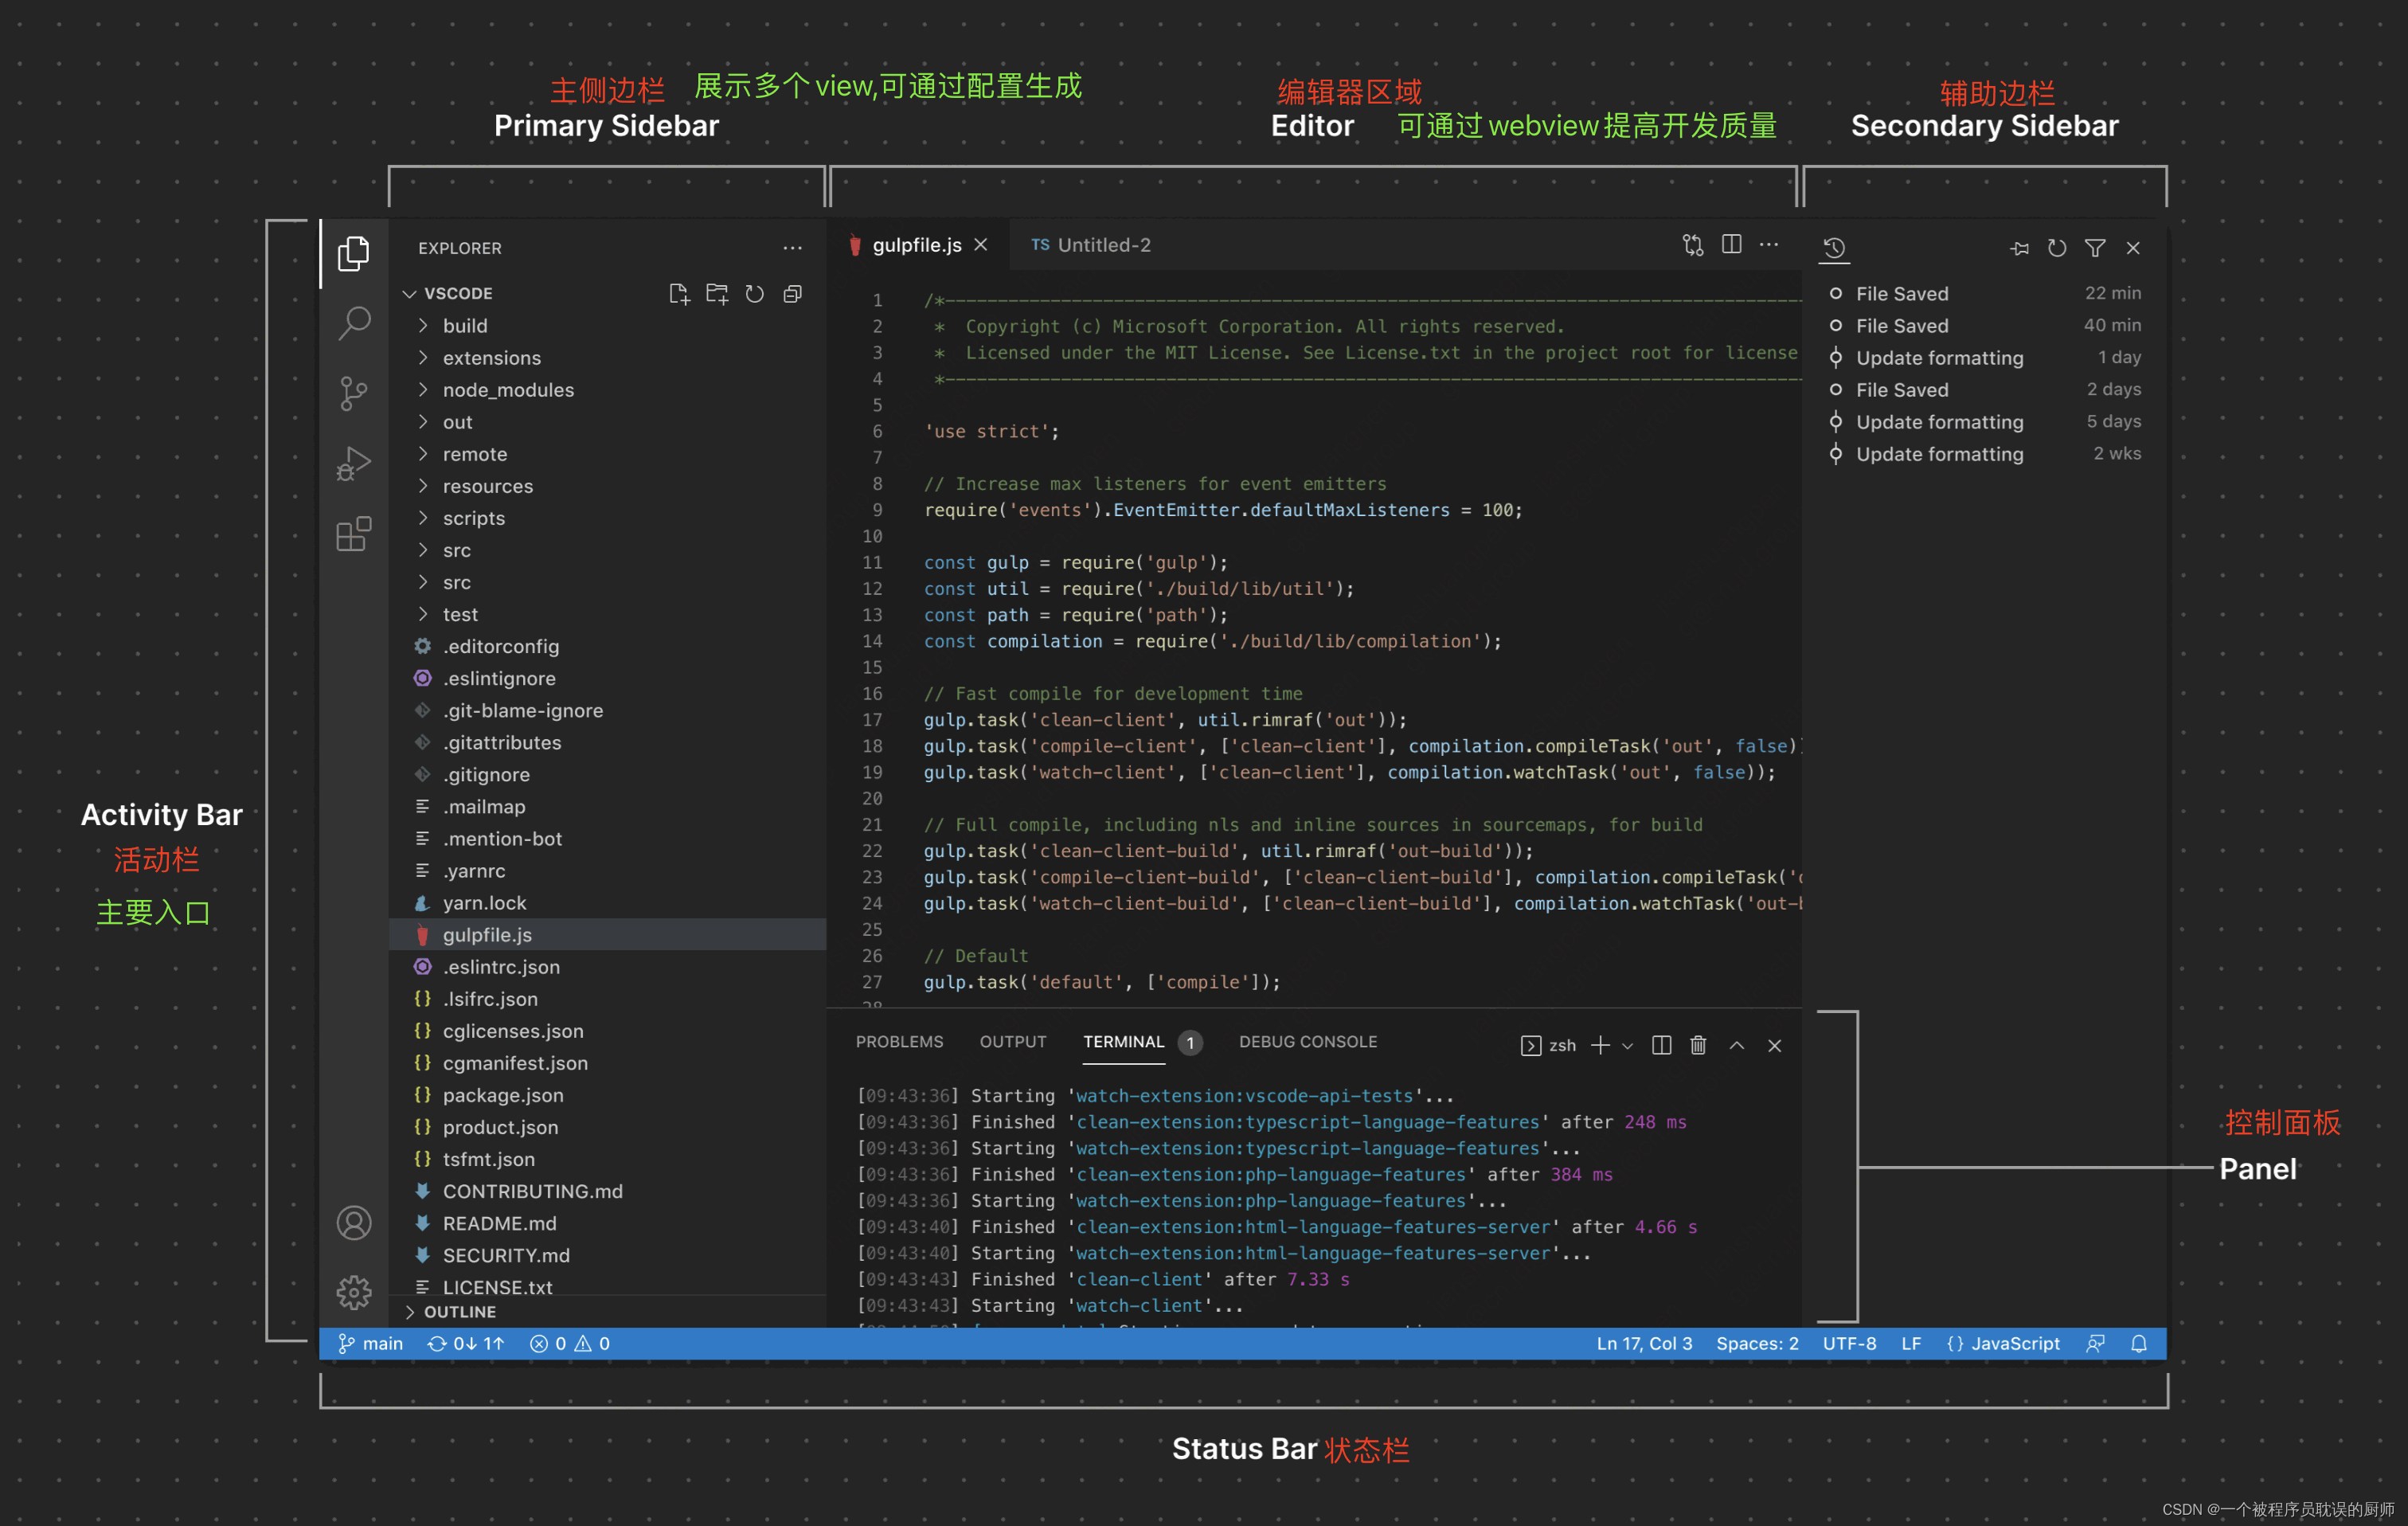 主侧边栏 展示多个view,可通过配置生成
Primary Sidebar
编辑器区域
Editor 可通过webview提高开发质量
辅助边栏
Secondary Sidebar
Activity Bar
活动栏
主要入口
EXPLORER
VSCODE
build
extensions
node_modules
out
remote
resources
scripts
src
src
test
.editorconfig
.eslintignore
.git-blame-ignore
.gitattributes
.gitignore
.mailmap
.mention-bot
.yarnrc
yarn.lock
gulpfile.js
.eslintrc.json
.lsifrc.json
cglicenses.json
cgmanifest.json
package.json
product.json
tsfmt.json
CONTRIBUTING.md
README.md
SECURITY.md
LICENSE.txt
OUTLINE
gulpfile.js TS Untitled-2
1 /*
2 * Copyright (c) Microsoft Corporation. All rights reserved.
3 * Licensed under the MIT License. See License.txt in the project root for license
4 *
5
6 'use strict';
7
8 // Increase max listeners for event emitters
9 require('events').EventEmitter.defaultMaxListeners = 100;
10
11 const gulp = require('gulp');
12 const util = require('./build/lib/util');
13 const path = require('path');
14 const compilation = require('./build/lib/compilation');
15
16 // Fast compile for development time
17 gulp.task('clean-client', util.rimraf('out'));
18 gulp.task('compile-client', ['clean-client'], compilation.compileTask('out', false)
19 gulp.task('watch-client', ['clean-client'], compilation.watchTask('out', false));
20
21 // Full compile, including nls and inline sources in sourcemaps, for build
22 gulp.task('clean-client-build', util.rimraf('out-build'));
23 gulp.task('compile-client-build', ['clean-client-build'], compilation.compileTask('
24 gulp.task('watch-client-build', ['clean-client-build'], compilation.watchTask('out-
25
26 // Default
27 gulp.task('default', ['compile']);
28
File Saved 22 min
File Saved 40 min
Update formatting 1 day
File Saved 2 days
Update formatting 5 days
Update formatting 2 wks
PROBLEMS OUTPUT TERMINAL 1 DEBUG CONSOLE zsh
[09:43:36] Starting 'watch-extension:vscode-api-tests'...
[09:43:36] Finished 'clean-extension:typescript-language-features' after 248 ms
[09:43:36] Starting 'watch-extension:typescript-language-features'...
[09:43:36] Finished 'clean-extension:php-language-features' after 384 ms
[09:43:36] Starting 'watch-extension:php-language-features'...
[09:43:40] Finished 'clean-extension:html-language-features-server' after 4.66 s
[09:43:40] Starting 'watch-extension:html-language-features-server'...
[09:43:43] Finished 'clean-client' after 7.33 s
[09:43:43] Starting 'watch-client'...
控制面板
Panel
main 0↓ 1↑ 0 0 Ln 17, Col 3 Spaces: 2 UTF-8 LF {} JavaScript
Status Bar 状态栏
CSDN @一个被程序员耽误的厨师